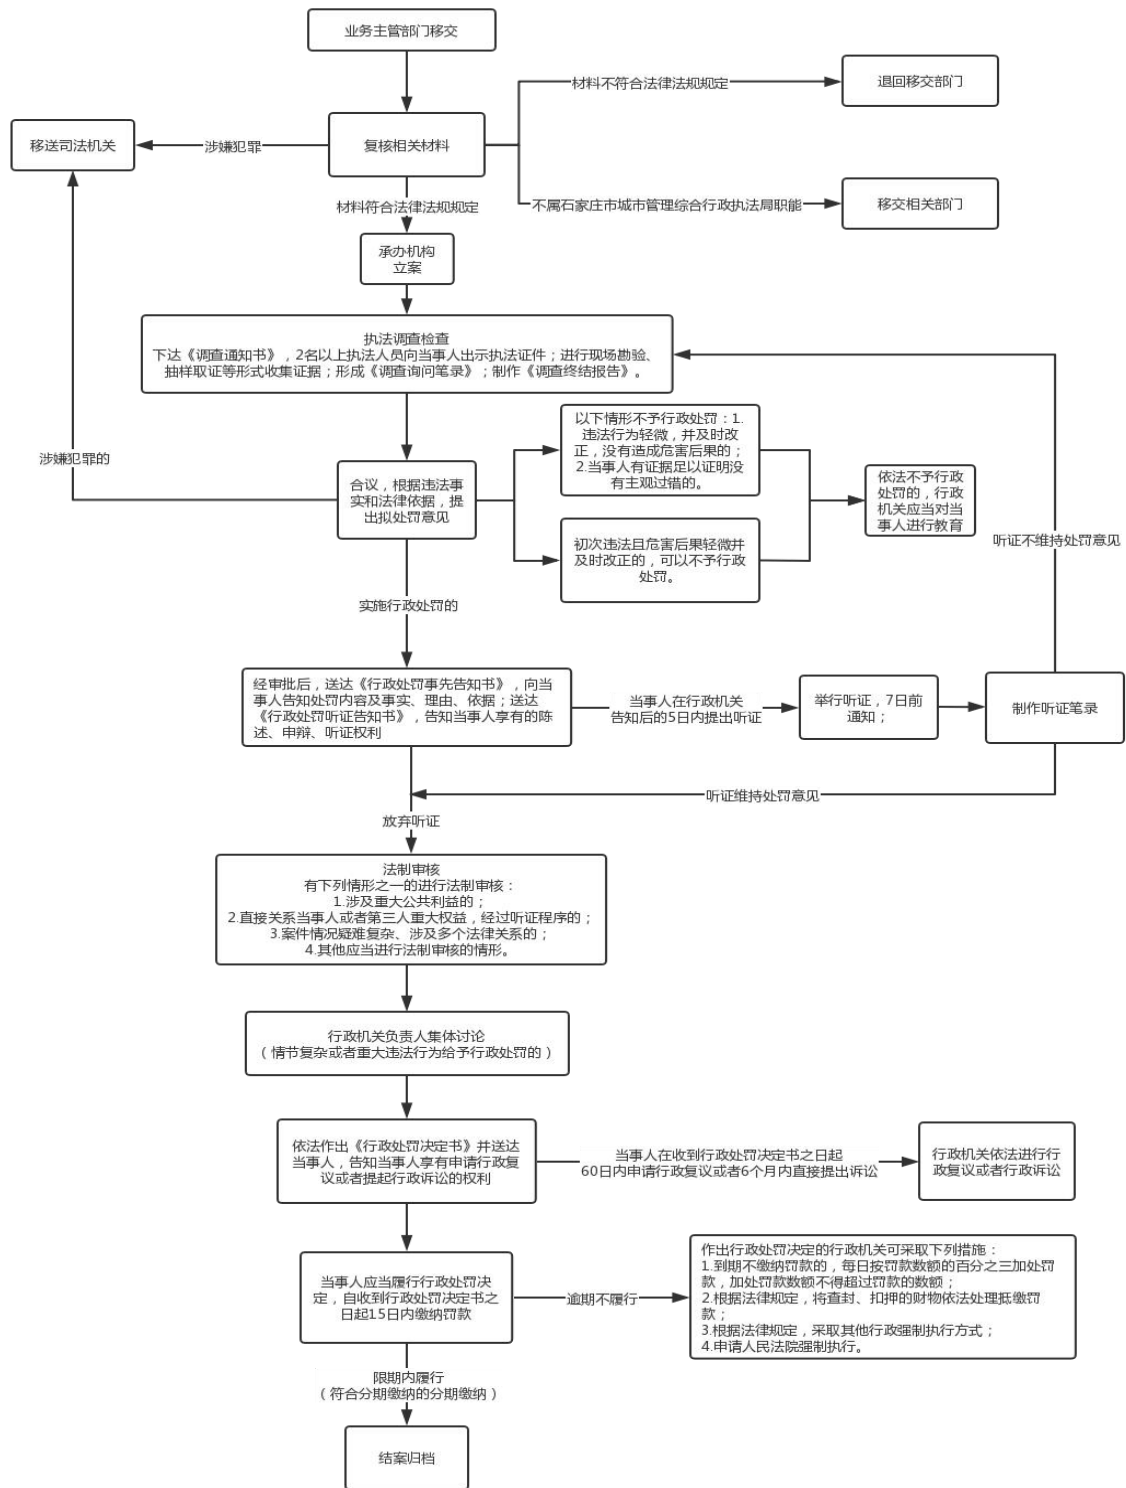 业务主管部门移交
材料不符合法律法规规定
退回移交部门
移送司法机关
涉嫌犯罪
复核相关材料
材料符合法律法规规定
不属石家庄市城市管理综合行政执法局职能
移交相关部门
承办机构
立案
执法调查检查
下达《调查通知书》，2名以上执法人员向当事人出示执法证件；进行现场勘验、
抽样取证等形式收集证据；形成《调查询问笔录》；制作《调查终结报告》。
涉嫌犯罪的
合议，根据违法事
实和法律依据，提
出拟处罚意见
以下情形不予行政处罚：1.
违法行为轻微，并及时改
正，没有造成危害后果的；
2.当事人有证据足以证明没
有主观过错的。
初次违法且危害后果轻微并
及时改正的，可以不予行政
处罚。
依法不予行政
处罚的，行政
机关应当对当
事人进行教育
听证不维持处罚意见
实施行政处罚的
经审批后，送达《行政处罚事先告知书》，向当
事人告知处罚内容及事实、理由、依据；送达
《行政处罚听证告知书》，告知当事人享有的陈
述、申辩、听证权利
当事人在行政机关
告知后的5日内提出听证
举行听证，7日前
通知；
制作听证笔录
听证维持处罚意见
放弃听证
法制审核
有下列情形之一的进行法制审核：
1.涉及重大公共利益的；
2.直接关系当事人或者第三人重大权益，经过听证程序的；
3.案件情况疑难复杂、涉及多个法律关系的；
4.其他应当进行法制审核的情形。
行政机关负责人集体讨论
（情节复杂或者重大违法行为给予行政处罚的）
依法作出《行政处罚决定书》并送达
当事人，告知当事人享有申请行政复
议或者提起行政诉讼的权利
当事人在收到行政处罚决定书之日起
60日内申请行政复议或者6个月内直接提出诉讼
行政机关依法进行行
政复议或者行政诉讼
当事人应当履行行政处罚决
定，自收到行政处罚决定书之
日起15日内缴纳罚款
逾期不履行
作出行政处罚决定的行政机关可采取下列措施：
1.到期不缴纳罚款的，每日按罚款数额的百分之三加处罚
款，加处罚款数额不得超过罚款的数额；
2.根据法律规定，将查封、扣押的财物依法处理抵缴罚
款；
3.根据法律规定，采取其他行政强制执行方式；
4.申请人民法院强制执行。
限期内履行
（符合分期缴纳的分期缴纳）
结案归档